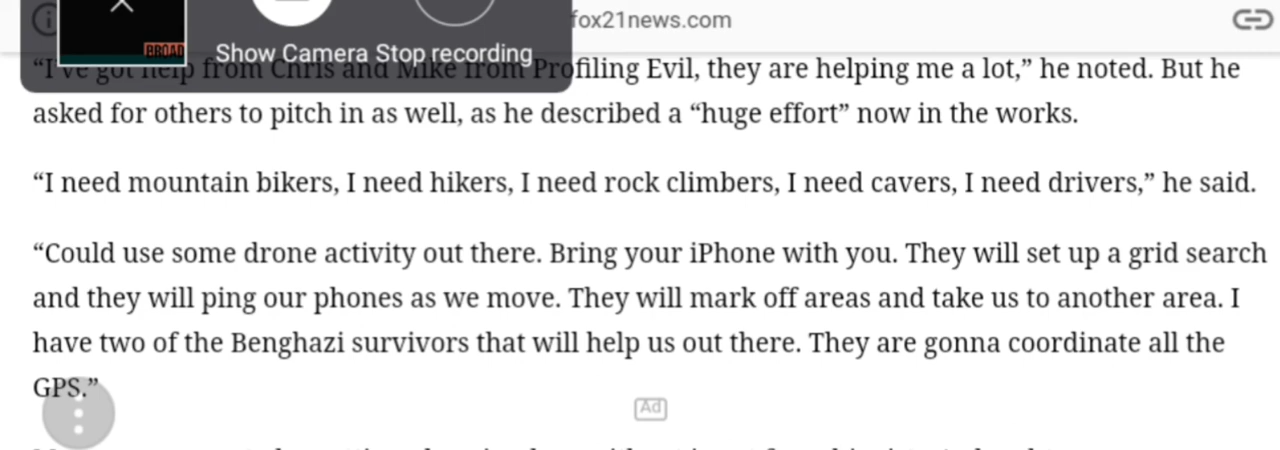 fox21news.com
BROAD
Show Camera Stop recording
“I’ve got help from Chris and Mike from Profiling Evil, they are helping me a lot,” he noted. But he
asked for others to pitch in as well, as he described a “huge effort” now in the works.
“I need mountain bikers, I need hikers, I need rock climbers, I need cavers, I need drivers,” he said.
“Could use some drone activity out there. Bring your iPhone with you. They will set up a grid search
and they will ping our phones as we move. They will mark off areas and take us to another area. I
have two of the Benghazi survivors that will help us out there. They are gonna coordinate all the
GPS.”
Ad